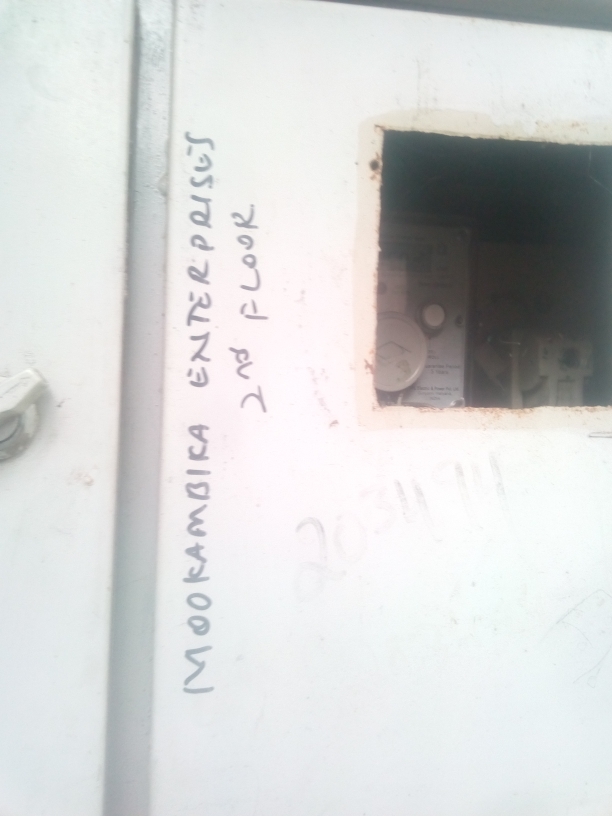 MOOKAMBIKA ENTERPRISES
2nd FLOOR
203474